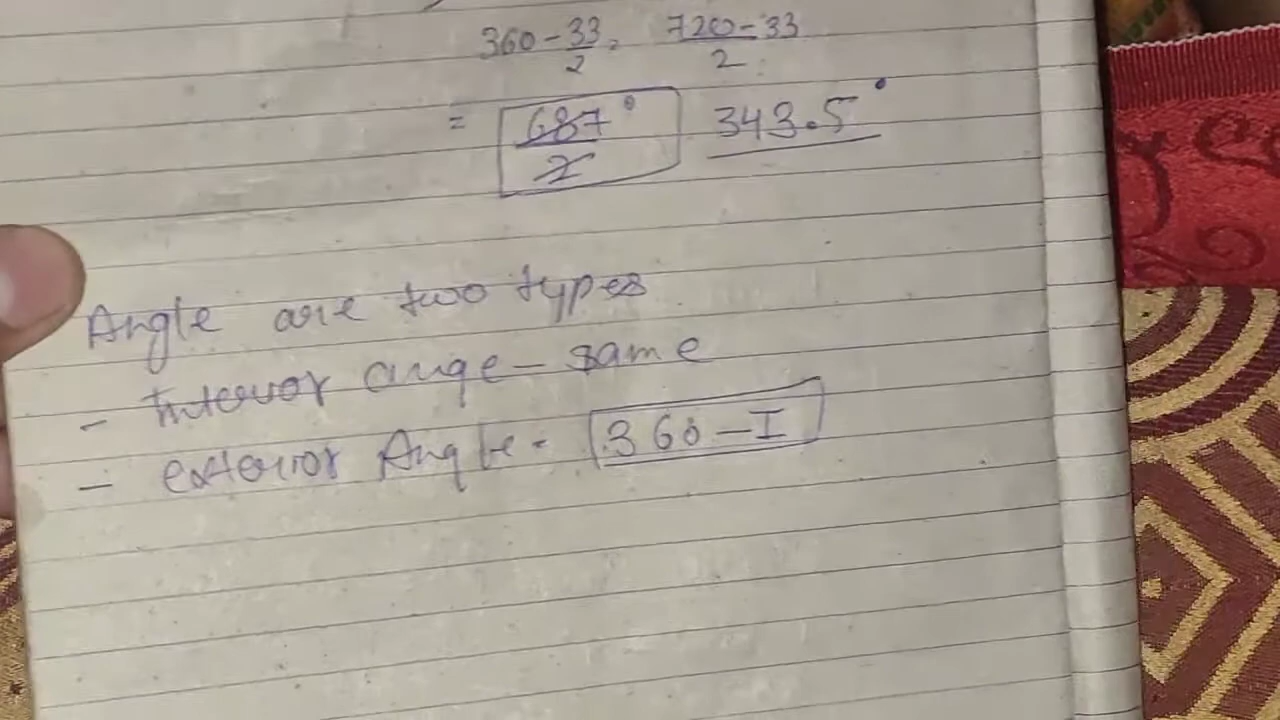 360 - 33/2 = 720 - 33/2
= 687°/2 343.5°
Angle are two types
- Interior ange - same
- exterior Angle = 360 - I